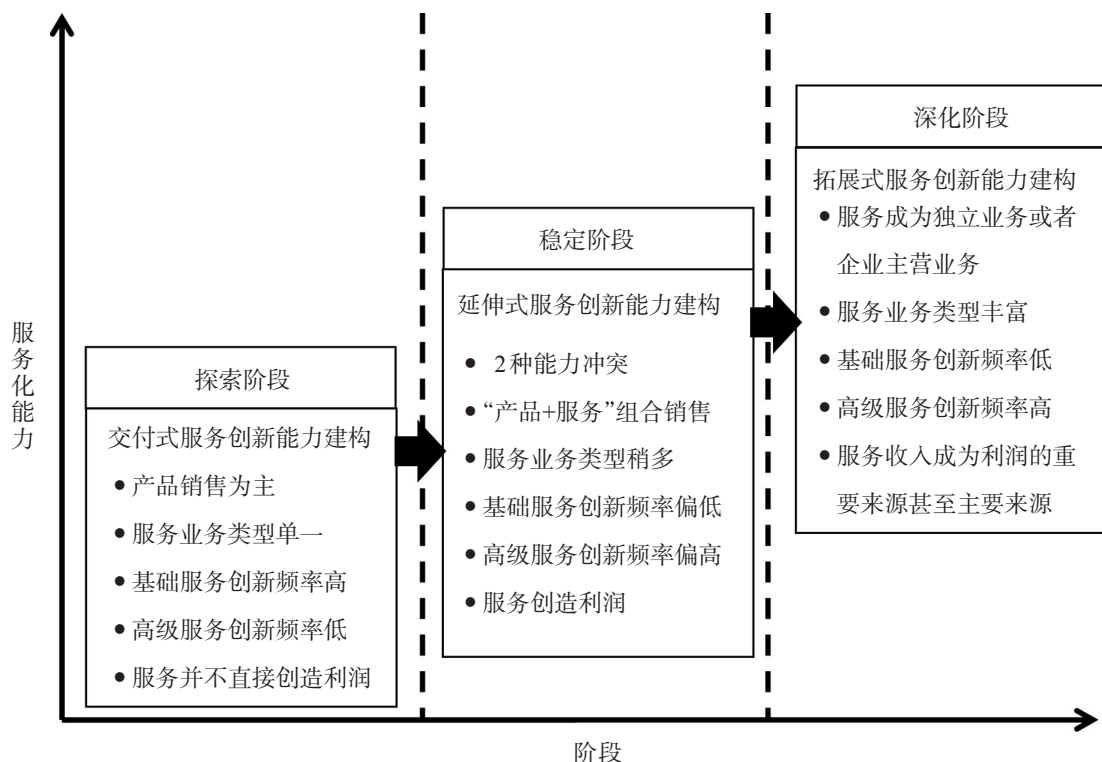 服务化能力
探索阶段
交付式服务创新能力建构
•产品销售为主
•服务业务类型单一
•基础服务创新频率高
•高级服务创新频率低
•服务并不直接创造利润
稳定阶段
延伸式服务创新能力建构
• 2种能力冲突
•“产品+服务”组合销售
•服务业务类型稍多
•基础服务创新频率偏低
•高级服务创新频率偏高
•服务创造利润
深化阶段
拓展式服务创新能力建构
•服务成为独立业务或者
企业主营业务
•服务业务类型丰富
•基础服务创新频率低
•高级服务创新频率高
•服务收入成为利润的重
要来源甚至主要来源
阶段